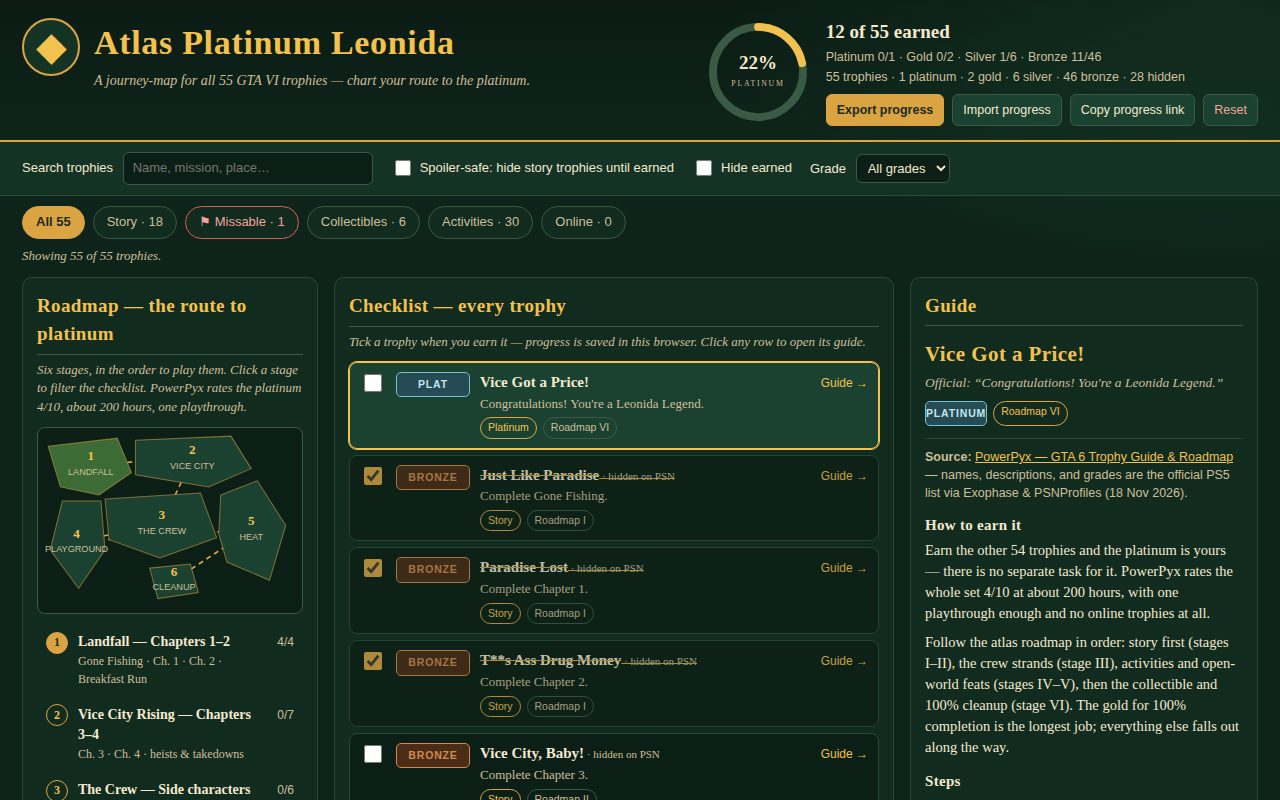 Atlas Platinum Leonida
A journey-map for all 55 GTA VI trophies — chart your route to the platinum.
22%
PLATINUM
12 of 55 earned
Platinum 0/1 · Gold 0/2 · Silver 1/6 · Bronze 11/46
55 trophies · 1 platinum · 2 gold · 6 silver · 46 bronze · 28 hidden
Export progress
Import progress
Copy progress link
Reset
Search trophies
Name, mission, place…
Spoiler-safe: hide story trophies until earned
Hide earned
Grade
All grades
All 55
Story · 18
⚑ Missable · 1
Collectibles · 6
Activities · 30
Online · 0
Showing 55 of 55 trophies.
Roadmap — the route to
platinum
Six stages, in the order to play them. Click a stage
to filter the checklist. PowerPyx rates the platinum
4/10, about 200 hours, one playthrough.
1
LANDFALL
2
VICE CITY
3
THE CREW
4
PLAYGROUND
5
HEAT
6
CLEANUP
1
Landfall — Chapters 1–2
4/4
Gone Fishing · Ch. 1 · Ch. 2 ·
Breakfast Run
2
Vice City Rising — Chapters
3–4
0/7
Ch. 3 · Ch. 4 · heists & takedowns
3
The Crew — Side characters
0/6
Checklist — every trophy
Tick a trophy when you earn it — progress is saved in this browser. Click any row to open its guide.
PLAT
Vice Got a Price!
Guide →
Congratulations! You're a Leonida Legend.
Platinum
Roadmap VI
BRONZE
Just Like Paradise · hidden on PSN
Guide →
Complete Gone Fishing.
Story
Roadmap I
BRONZE
Paradise Lost · hidden on PSN
Guide →
Complete Chapter 1.
Story
Roadmap I
BRONZE
T**s Ass Drug Money · hidden on PSN
Guide →
Complete Chapter 2.
Story
Roadmap I
BRONZE
Vice City, Baby! · hidden on PSN
Guide →
Complete Chapter 3.
Story
Roadmap II
Guide
Vice Got a Price!
Official: “Congratulations! You're a Leonida Legend.”
PLATINUM
Roadmap VI
Source: PowerPyx — GTA 6 Trophy Guide & Roadmap
— names, descriptions, and grades are the official PS5
list via Exophase & PSNProfiles (18 Nov 2026).
How to earn it
Earn the other 54 trophies and the platinum is yours
— there is no separate task for it. PowerPyx rates the
whole set 4/10 at about 200 hours, with one
playthrough enough and no online trophies at all.
Follow the atlas roadmap in order: story first (stages
I–II), the crew strands (stage III), activities and open-
world feats (stages IV–V), then the collectible and
100% cleanup (stage VI). The gold for 100%
completion is the longest job; everything else falls out
along the way.
Steps